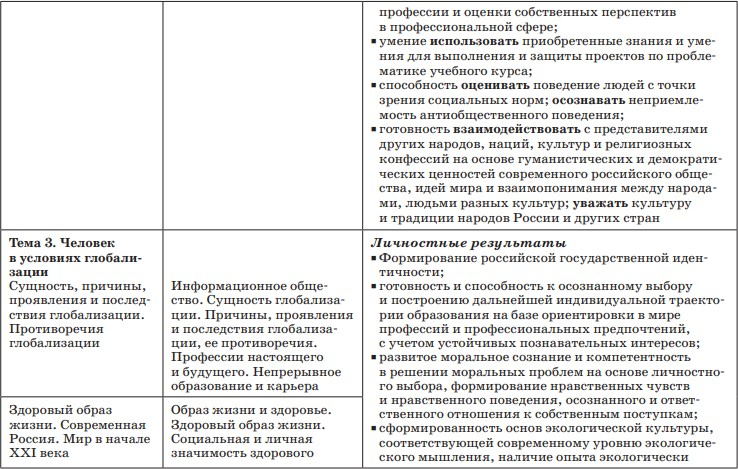 профессии и оценки собственных перспектив
в профессиональной сфере;
▪ умение использовать приобретенные знания и уме-
ния для выполнения и защиты проектов по пробле-
матике учебного курса;
▪ способность оценивать поведение людей с точки
зрения социальных норм; осознавать неприемле-
мость антиобщественного поведения;
▪ готовность взаимодействовать с представителями
других народов, наций, культур и религиозных
конфессий на основе гуманистических и демократи-
ческих ценностей современного российского обще-
ства, идей мира и взаимопонимания между народа-
ми, людьми разных культур; уважать культуру
и традиции народов России и других стран
Тема 3. Человек
в условиях глобали-
зации
Сущность, причины,
проявления и послед-
ствия глобализации.
Противоречия
глобализации
Информационное обще-
ство. Сущность глобализа-
ции. Причины, проявления
и последствия глобализа-
ции, ее противоречия.
Профессии настоящего
и будущего. Непрерывное
образование и карьера
Личностные результаты
▪ Формирование российской государственной иден-
тичности;
▪ готовность и способность к осознанному выбору
и построению дальнейшей индивидуальной траекто-
рии образования на базе ориентировки в мире
профессий и профессиональных предпочтений,
с учетом устойчивых познавательных интересов;
▪ развитое моральное сознание и компетентность
в решении моральных проблем на основе личностно-
го выбора, формирование нравственных чувств
и нравственного поведения, осознанного и ответ-
ственного отношения к собственным поступкам;
▪ сформированность основ экологической культуры,
соответствующей современному уровню экологиче-
ского мышления, наличие опыта экологически
Здоровый образ
жизни. Современная
Россия. Мир в начале
XXI века
Образ жизни и здоровье.
Здоровый образ жизни.
Социальная и личная
значимость здорового